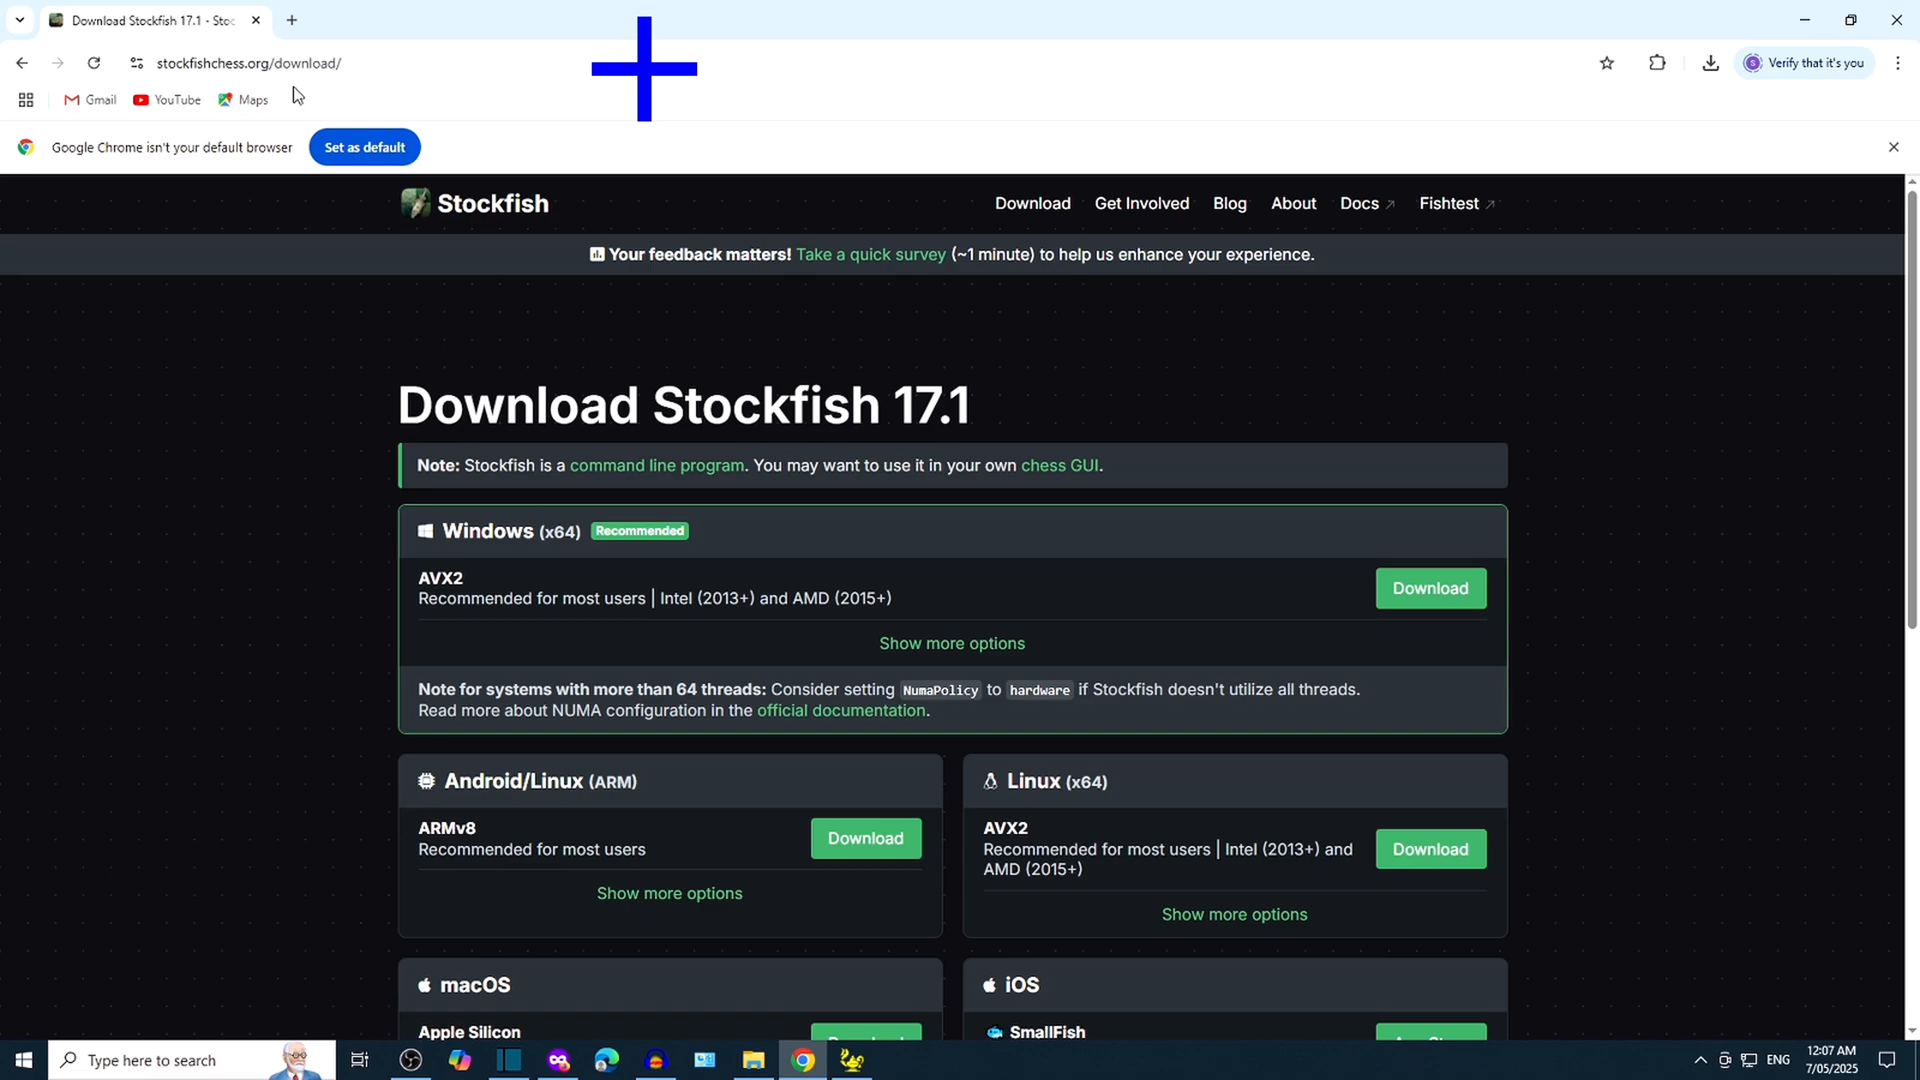 Download Stockfish 17.1 - Stoc
stockfishchess.org/download/
Verify that it's you
Gmail
YouTube
Maps
Google Chrome isn't your default browser
Set as default
Stockfish
Download
Get Involved
Blog
About
Docs
Fishtest
Your feedback matters! Take a quick survey (~1 minute) to help us enhance your experience.
Download Stockfish 17.1
Note: Stockfish is a command line program. You may want to use it in your own chess GUI.
Windows (x64) Recommended
AVX2
Recommended for most users | Intel (2013+) and AMD (2015+)
Download
Show more options
Note for systems with more than 64 threads: Consider setting NumaPolicy to hardware if Stockfish doesn't utilize all threads.
Read more about NUMA configuration in the official documentation.
Android/Linux (ARM)
ARMv8
Recommended for most users
Download
Show more options
Linux (x64)
AVX2
Recommended for most users | Intel (2013+) and
AMD (2015+)
Download
Show more options
macOS
Apple Silicon
iOS
SmallFish
Type here to search
ENG
12:07 AM
7/05/2025